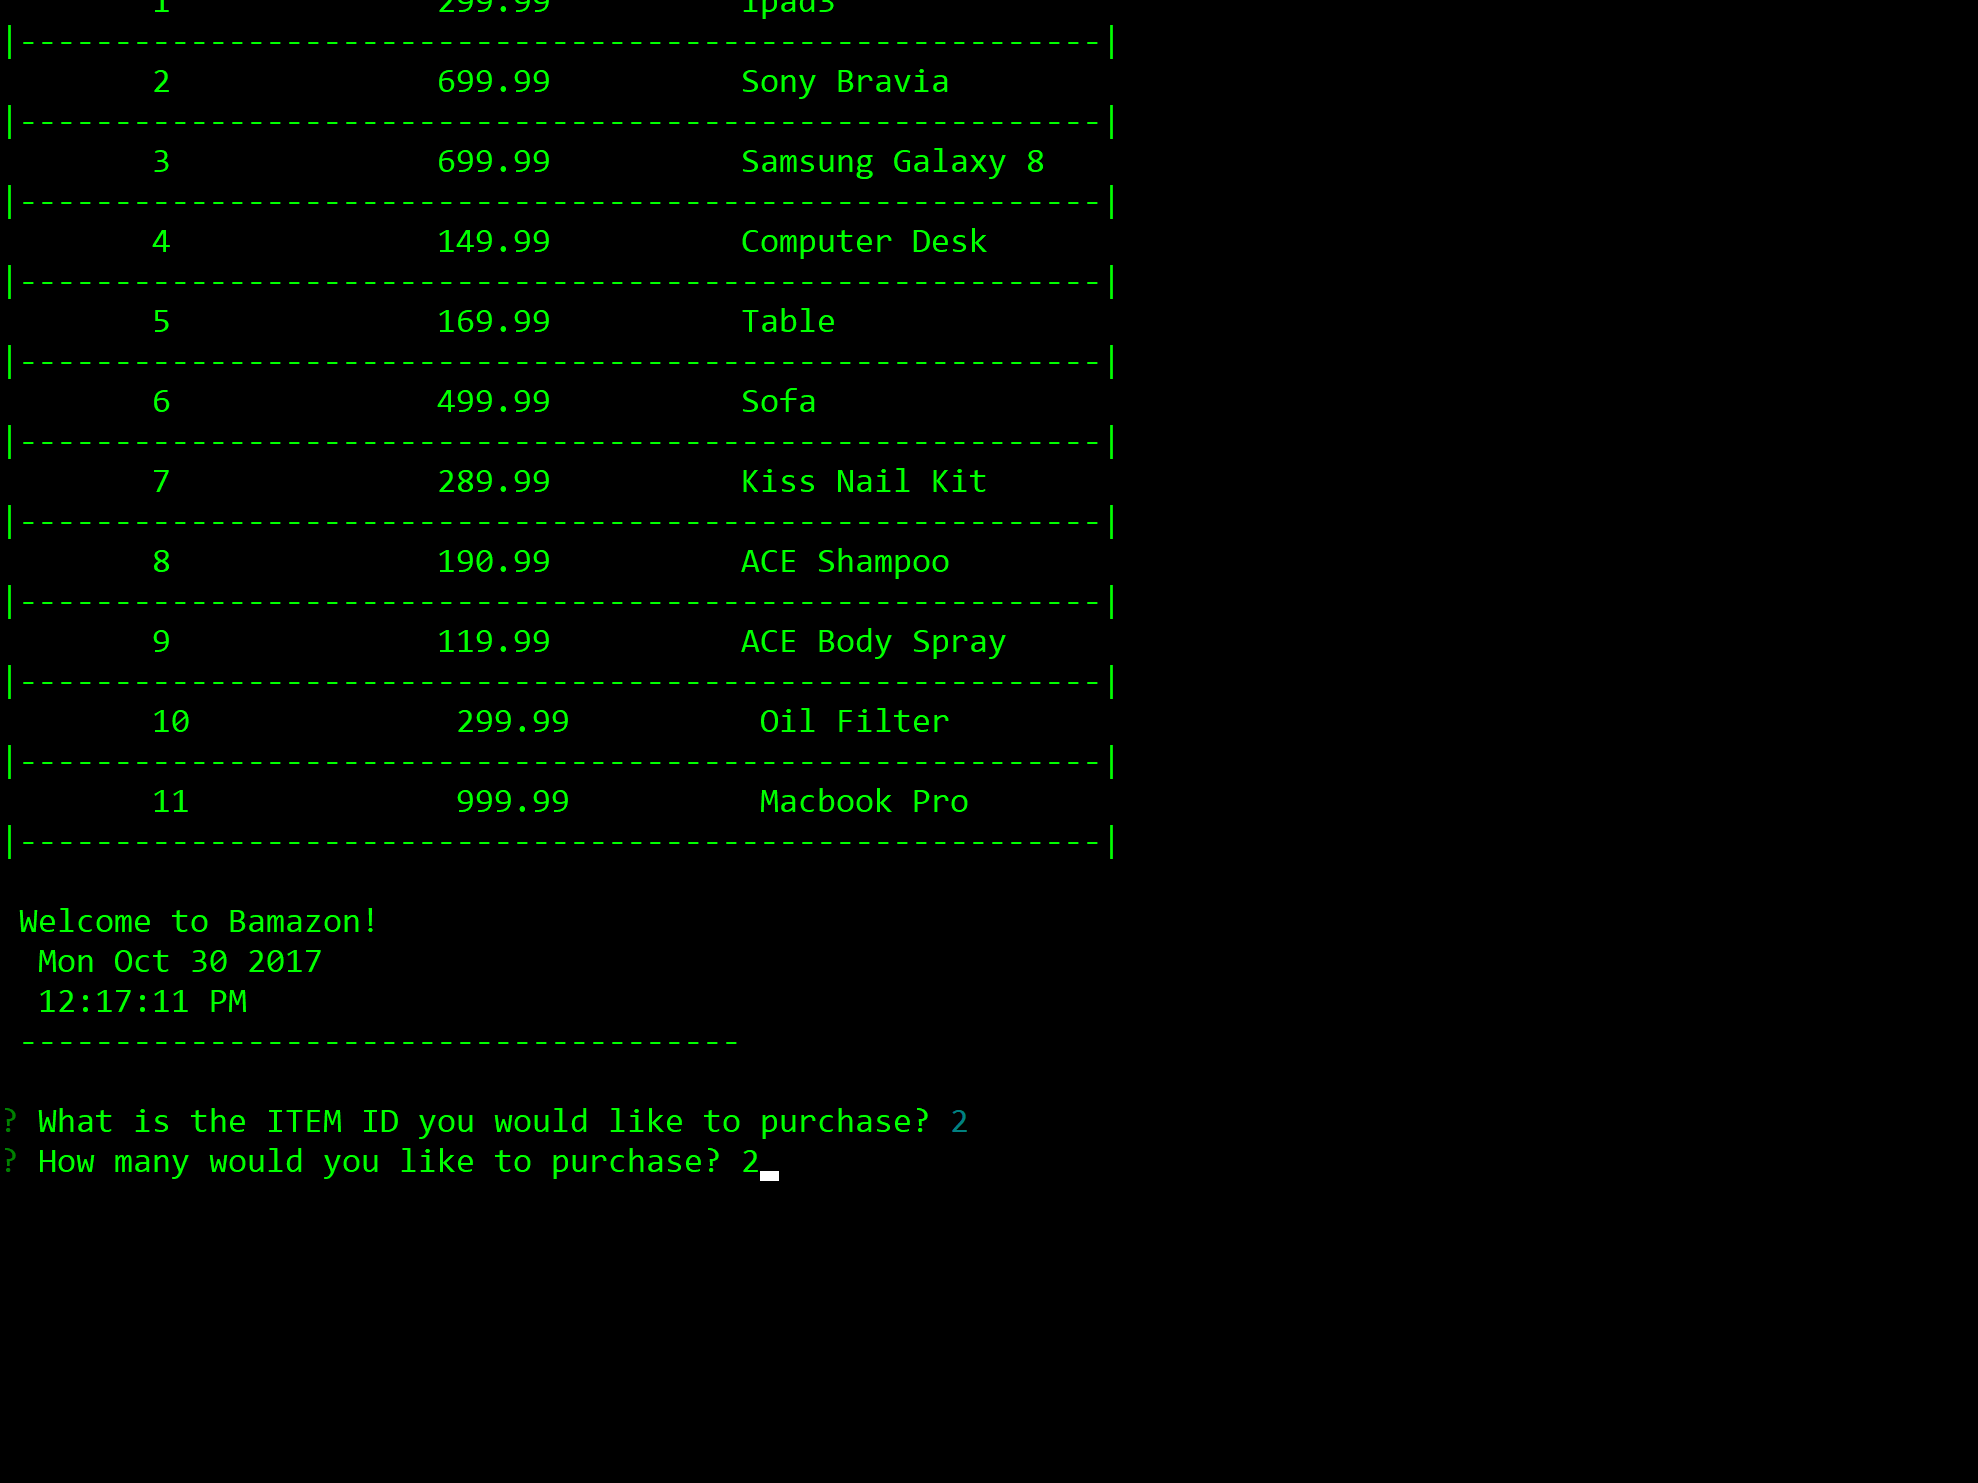 1 299.99 ipad3
|---------------------------------------------------------|
2 699.99 Sony Bravia
|---------------------------------------------------------|
3 699.99 Samsung Galaxy 8
|---------------------------------------------------------|
4 149.99 Computer Desk
|---------------------------------------------------------|
5 169.99 Table
|---------------------------------------------------------|
6 499.99 Sofa
|---------------------------------------------------------|
7 289.99 Kiss Nail Kit
|---------------------------------------------------------|
8 190.99 ACE Shampoo
|---------------------------------------------------------|
9 119.99 ACE Body Spray
|---------------------------------------------------------|
10 299.99 Oil Filter
|---------------------------------------------------------|
11 999.99 Macbook Pro
|---------------------------------------------------------|
Welcome to Bamazon!
Mon Oct 30 2017
12:17:11 PM
--------------------------------------
? What is the ITEM ID you would like to purchase? 2
? How many would you like to purchase? 2